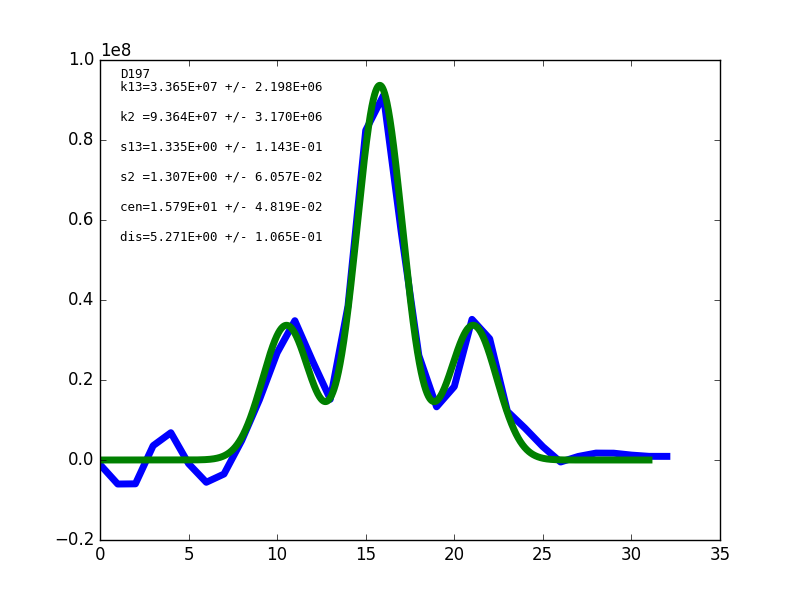 1e8
D197
k13=3.365E+07 +/- 2.198E+06
k2 =9.364E+07 +/- 3.170E+06
s13=1.335E+00 +/- 1.143E-01
s2 =1.307E+00 +/- 6.057E-02
cen=1.579E+01 +/- 4.819E-02
dis=5.271E+00 +/- 1.065E-01
1.0
0.8
0.6
0.4
0.2
0.0
−0.2
0 5 10 15 20 25 30 35